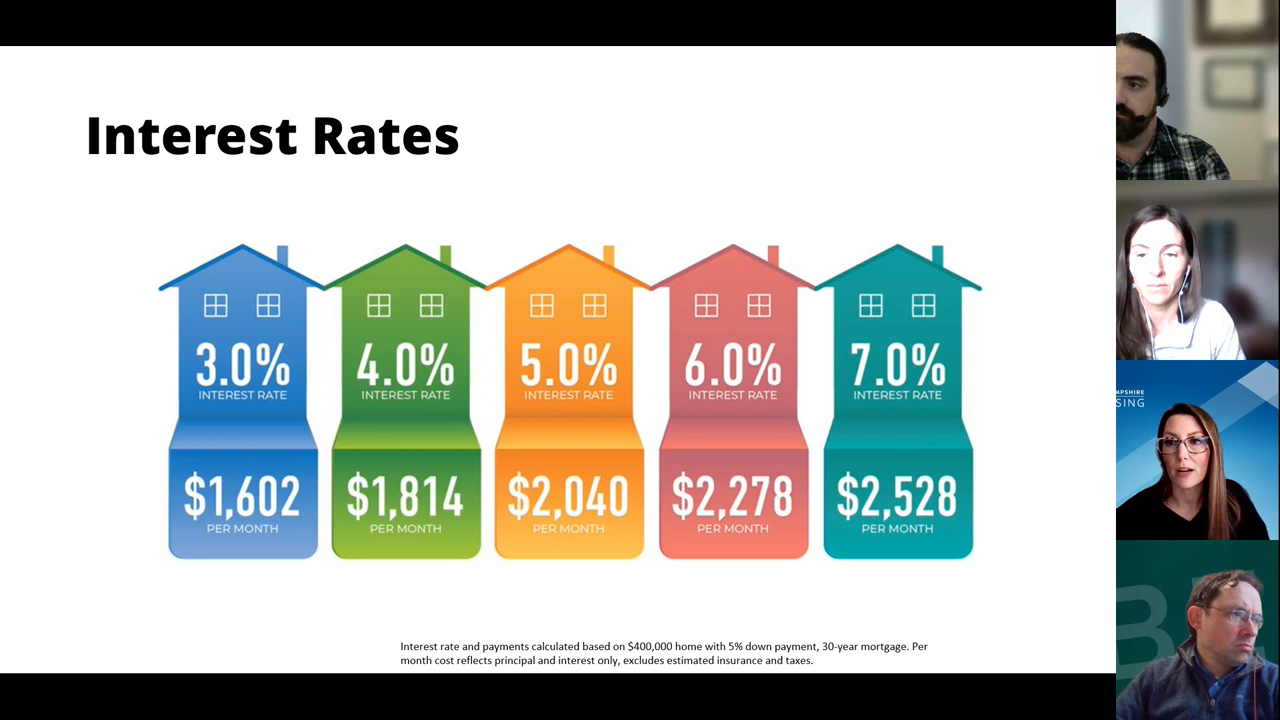 Interest Rates
3.0%
INTEREST RATE
$1,602
PER MONTH
4.0%
INTEREST RATE
$1,814
PER MONTH
5.0%
INTEREST RATE
$2,040
PER MONTH
6.0%
INTEREST RATE
$2,278
PER MONTH
7.0%
INTEREST RATE
$2,528
PER MONTH
Interest rate and payments calculated based on $400,000 home with 5% down payment, 30-year mortgage. Per
month cost reflects principal and interest only, excludes estimated insurance and taxes.
MPSHIRE
SING